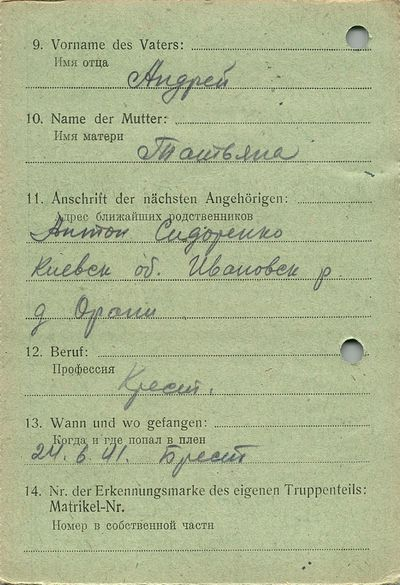 9. Vorname des Vaters:
Имя отца
Андрей
10. Name der Mutter:
Имя матери
Татьяна
11. Anschrift der nächsten Angehörigen:
Адрес ближайших родственников
Антон Сидоренко
Киевск об. Ивановск р.
д Орани
12. Beruf:
Профессия
Крест.
13. Wann und wo gefangen:
Когда и где попал в плен
24.6.41. Брест
14. Nr. der Erkennungsmarke des eigenen Truppenteils:
Matrikel-Nr.
Номер в собственной части